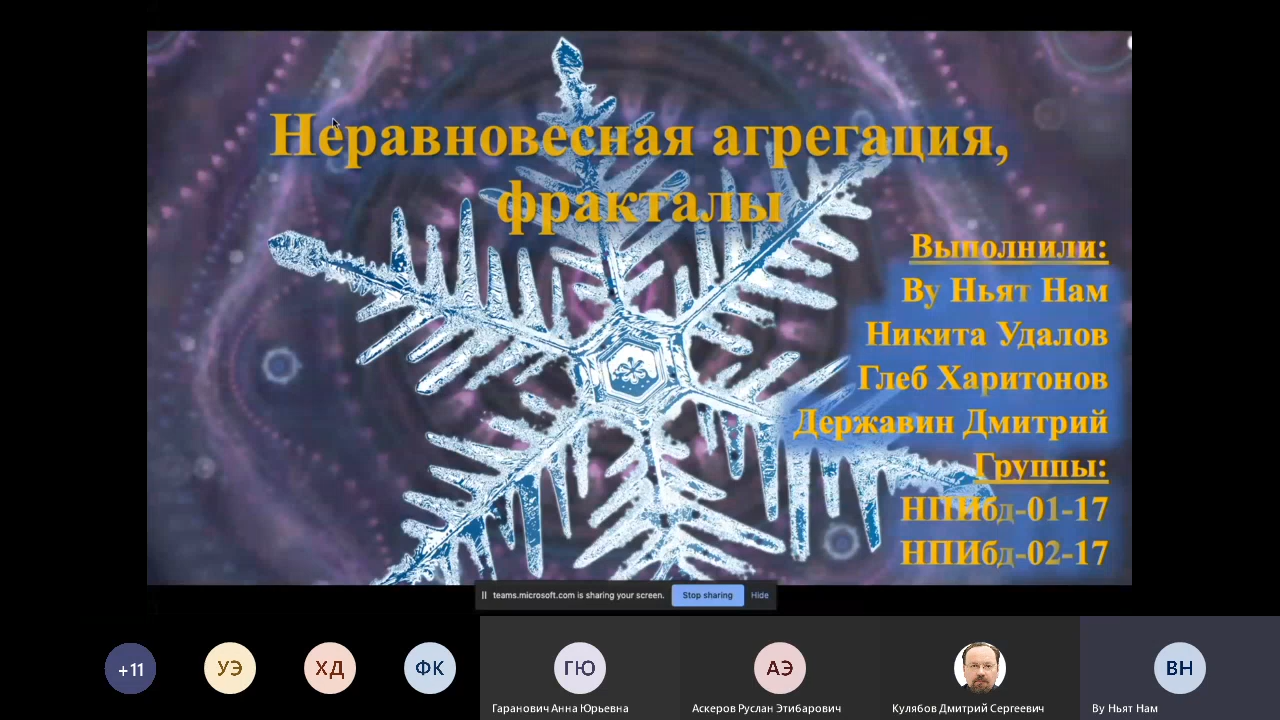 Неравновесная агрегация,
фракталы
Выполнили:
Ву Ньят Нам
Никита Удалов
Глеб Харитонов
Державин Дмитрий
Группы:
НПИбд-01-17
НПИбд-02-17
teams.microsoft.com is sharing your screen. Stop sharing Hide
+11 УЭ ХД ФК ГЮ АЭ ВН
Гаранович Анна Юрьевна Аскеров Руслан Этибарович Кулябов Дмитрий Сергеевич Ву Ньят Нам